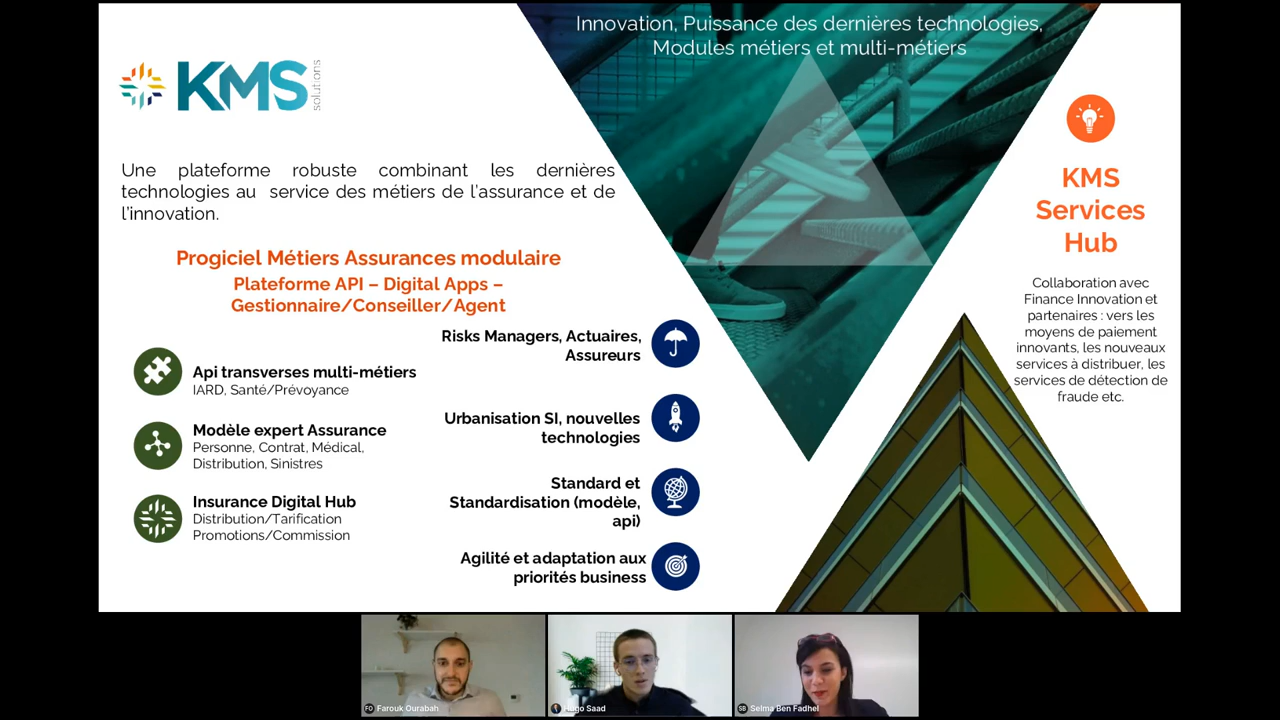 Innovation, Puissance des dernières technologies,
Modules métiers et multi-métiers
KMS
solutions
Une plateforme robuste combinant les dernières
technologies au service des métiers de l'assurance et de
l'innovation.
Progiciel Métiers Assurances modulaire
Plateforme API – Digital Apps –
Gestionnaire/Conseiller/Agent
Api transverses multi-métiers
IARD, Santé/Prévoyance
Modèle expert Assurance
Personne, Contrat, Médical,
Distribution, Sinistres
Insurance Digital Hub
Distribution/Tarification
Promotions/Commission
Risks Managers, Actuaires,
Assureurs
Urbanisation SI, nouvelles
technologies
Standard et
Standardisation (modèle,
api)
Agilité et adaptation aux
priorités business
KMS
Services
Hub
Collaboration avec
Finance Innovation et
partenaires : vers les
moyens de paiement
innovants, les nouveaux
services à distribuer, les
services de détection de
fraude etc.
FO Farouk Ourabah
Saad
SB Selma Ben Fadhel